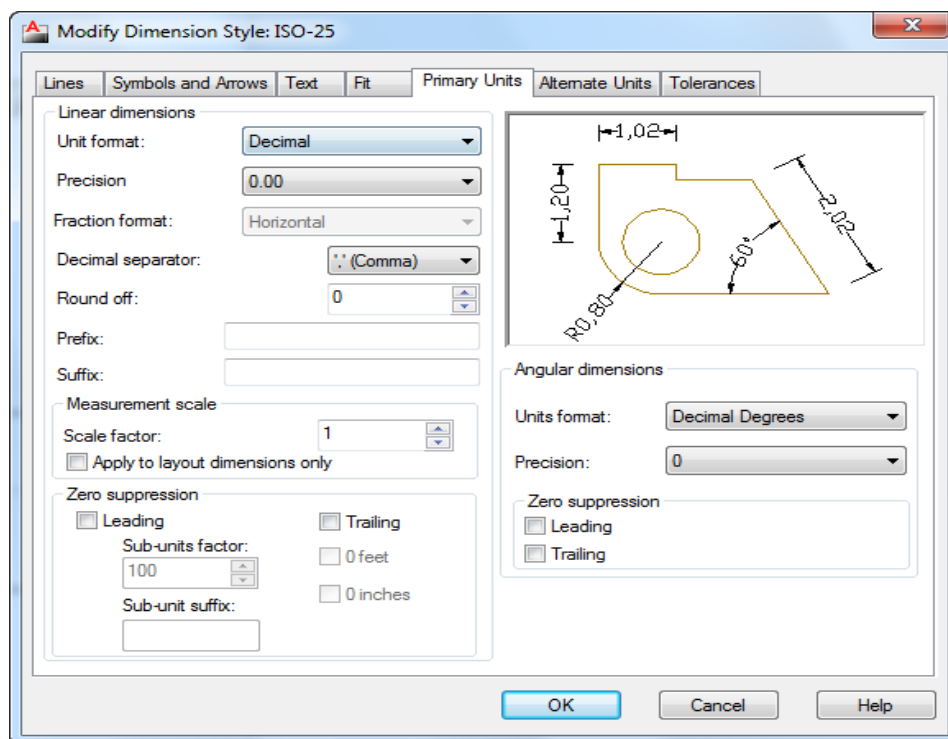 Modify Dimension Style: ISO-25
Lines Symbols and Arrows Text Fit Primary Units Alternate Units Tolerances
Linear dimensions
Unit format: Decimal
Precision 0.00
Fraction format: Horizontal
Decimal separator: ',' (Comma)
Round off: 0
Prefix:
Suffix:
Measurement scale
Scale factor: 1
Apply to layout dimensions only
Zero suppression
Leading Trailing
Sub-units factor: 0 feet
100
0 inches
Sub-unit suffix:
1,02
1,20
2,02
60°
R0,80
Angular dimensions
Units format: Decimal Degrees
Precision: 0
Zero suppression
Leading
Trailing
OK Cancel Help